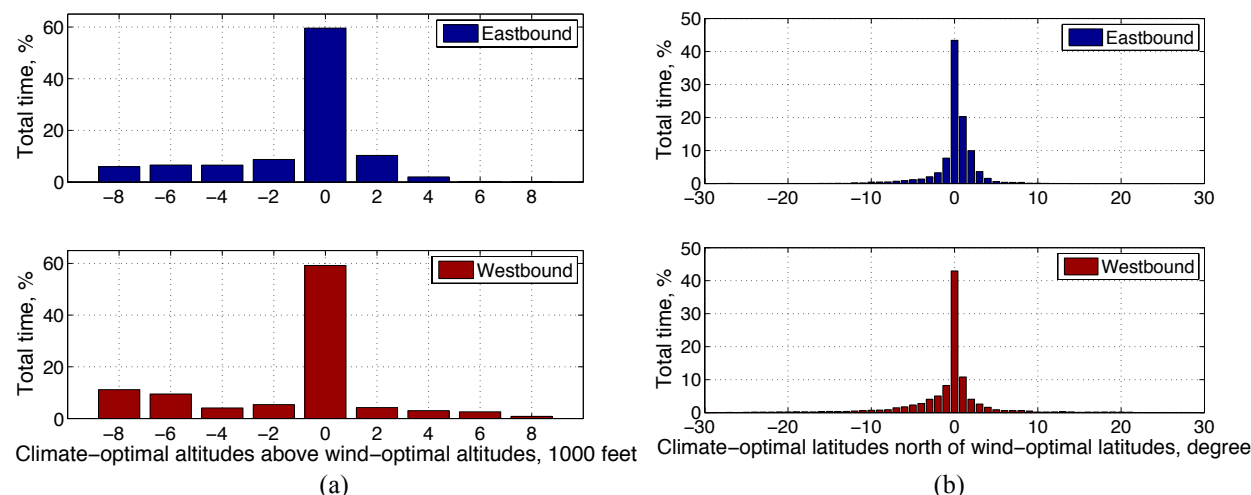 Total time, %
60
40
20
0
Eastbound
−8 −6 −4 −2 0 2 4 6 8
Total time, %
60
40
20
0
Westbound
−8 −6 −4 −2 0 2 4 6 8
Climate−optimal altitudes above wind−optimal altitudes, 1000 feet
(a)
Total time, %
50
40
30
20
10
0
Eastbound
−30 −20 −10 0 10 20 30
Total time, %
50
40
30
20
10
0
Westbound
−30 −20 −10 0 10 20 30
Climate−optimal latitudes north of wind−optimal latitudes, degree
(b)